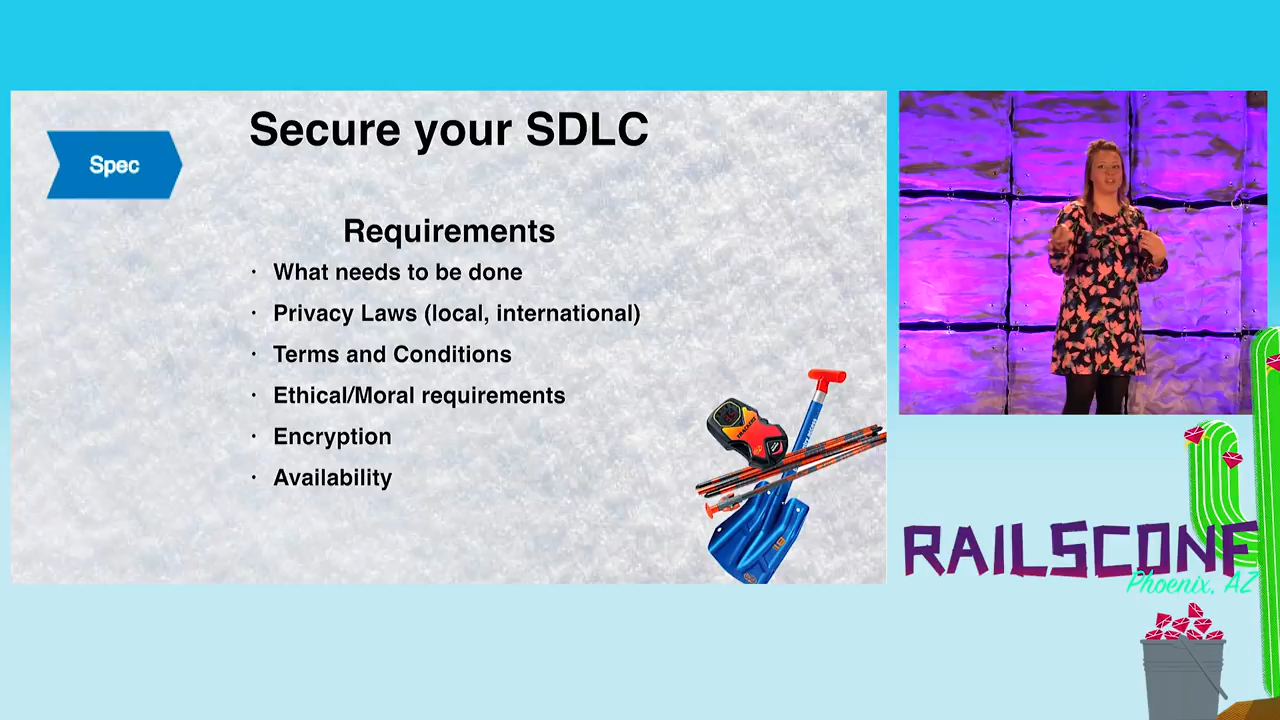 Secure your SDLC
Spec
Requirements
· What needs to be done
· Privacy Laws (local, international)
· Terms and Conditions
· Ethical/Moral requirements
· Encryption
· Availability
TRACKER
RAILSCONF
Phoenix, AZ